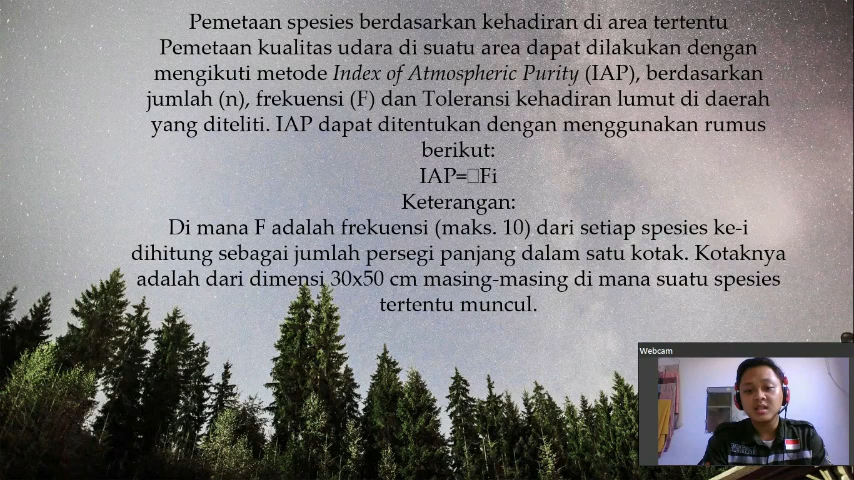 Pemetaan spesies berdasarkan kehadiran di area tertentu
Pemetaan kualitas udara di suatu area dapat dilakukan dengan
mengikuti metode Index of Atmospheric Purity (IAP), berdasarkan
jumlah (n), frekuensi (F) dan Toleransi kehadiran lumut di daerah
yang diteliti. IAP dapat ditentukan dengan menggunakan rumus
berikut:
IAP=□Fi
Keterangan:
Di mana F adalah frekuensi (maks. 10) dari setiap spesies ke-i
dihitung sebagai jumlah persegi panjang dalam satu kotak. Kotaknya
adalah dari dimensi 30x50 cm masing-masing di mana suatu spesies
tertentu muncul.
Webcam